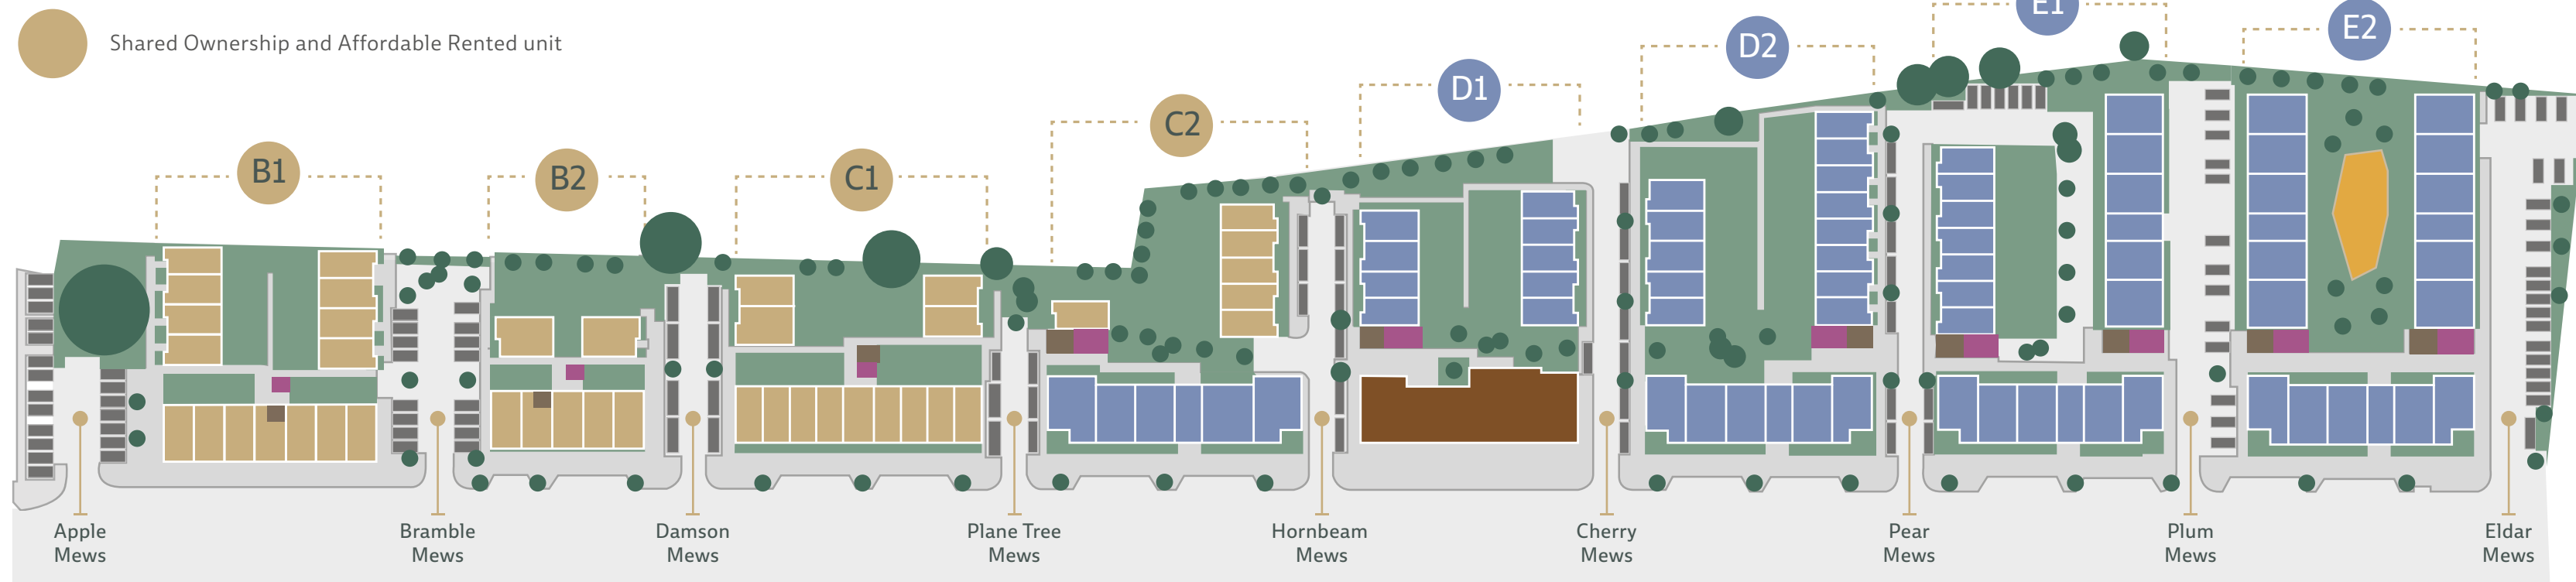 Shared Ownership and Affordable Rented unit
B1
B2
C1
C2
D1
D2
E1
E2
Apple
Mews
Bramble
Mews
Damson
Mews
Plane Tree
Mews
Hornbeam
Mews
Cherry
Mews
Pear
Mews
Plum
Mews
Eldar
Mews